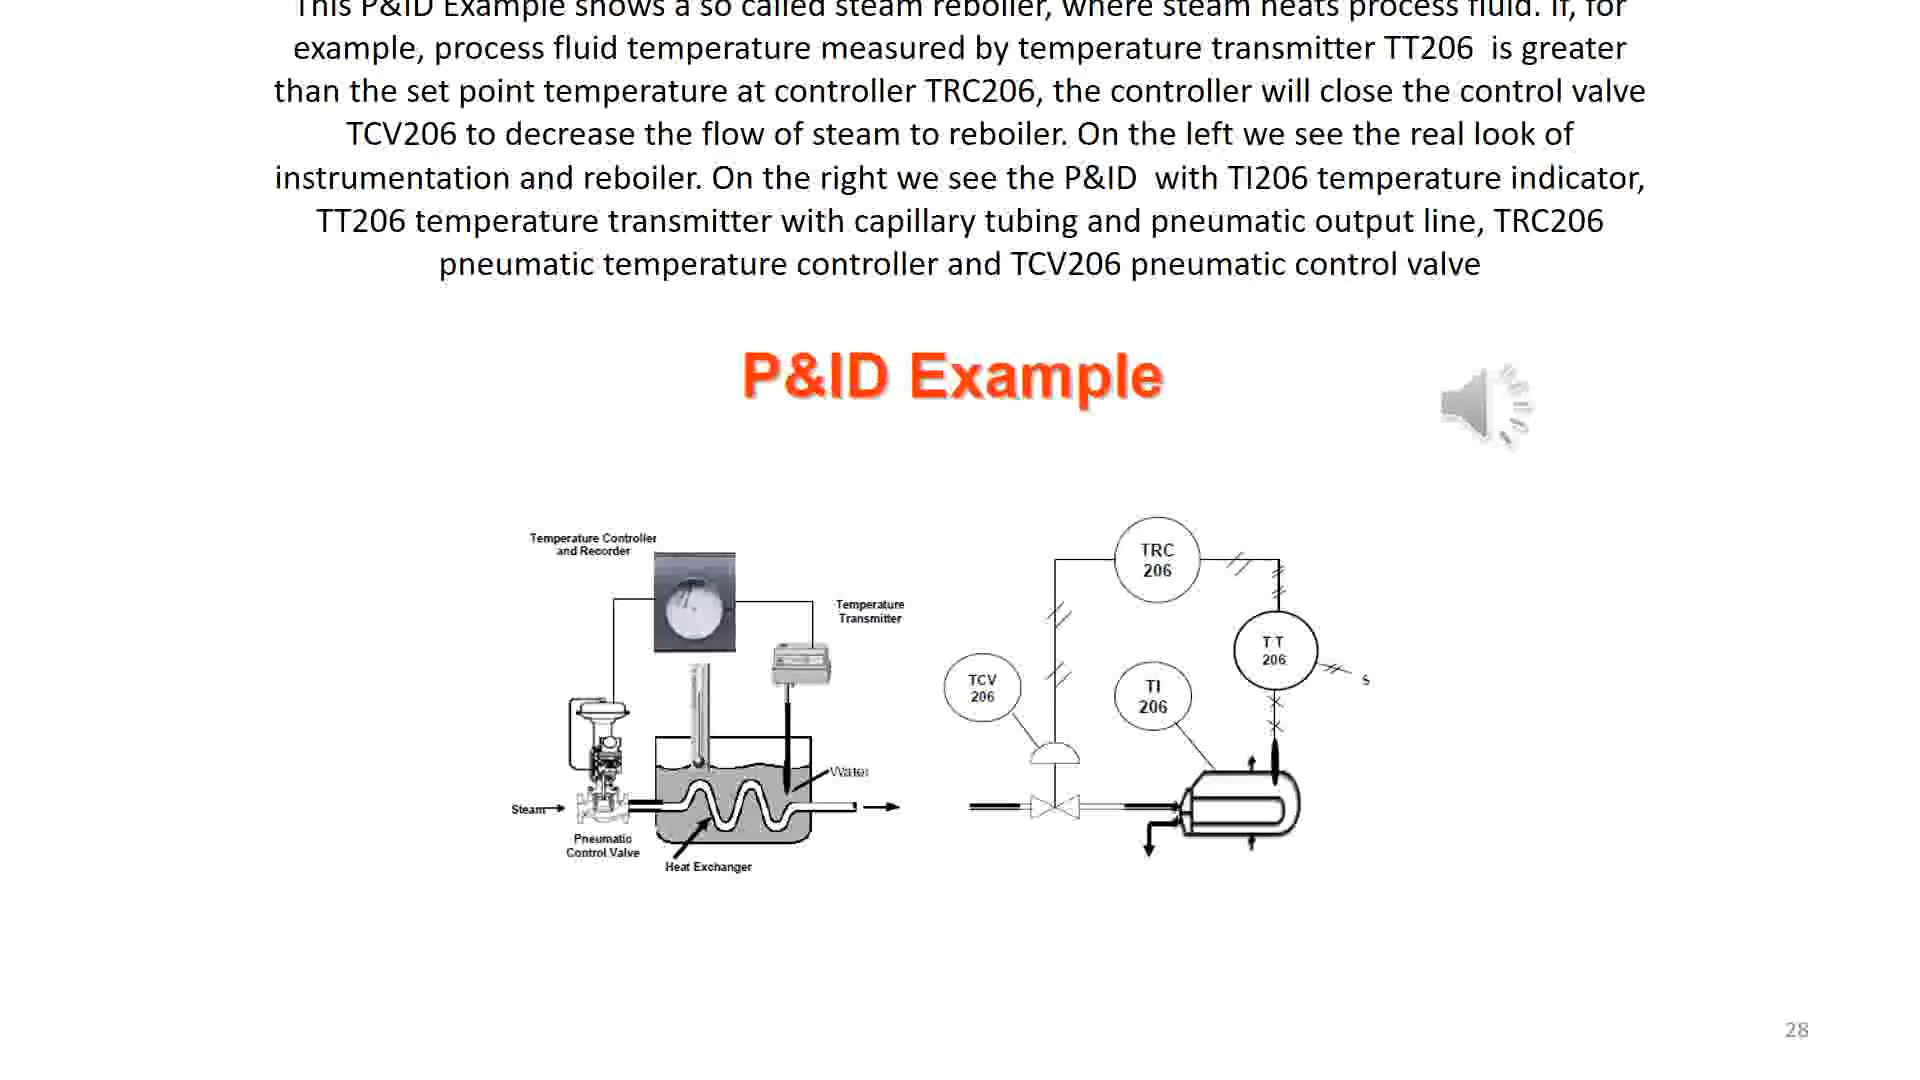 This P&ID Example shows a so called steam reboiler, where steam heats process fluid. If, for
example, process fluid temperature measured by temperature transmitter TT206 is greater
than the set point temperature at controller TRC206, the controller will close the control valve
TCV206 to decrease the flow of steam to reboiler. On the left we see the real look of
instrumentation and reboiler. On the right we see the P&ID with TI206 temperature indicator,
TT206 temperature transmitter with capillary tubing and pneumatic output line, TRC206
pneumatic temperature controller and TCV206 pneumatic control valve
P&ID Example
Temperature Controller
and Recorder
Temperature
Transmitter
Water
Steam
Pneumatic
Control Valve
Heat Exchanger
TRC
206
TT
206
S
TCV
206
TI
206
28